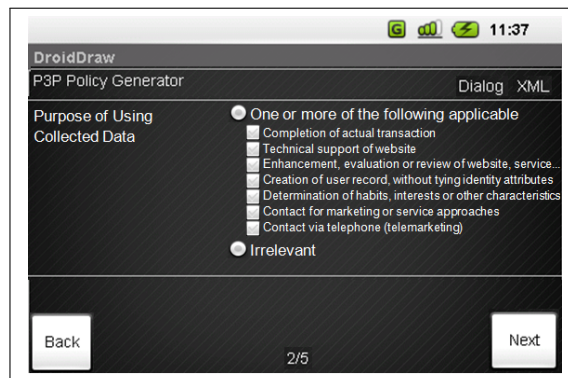 G 11:37
DroidDraw
P3P Policy Generator
Dialog XML
Purpose of Using
Collected Data
One or more of the following applicable
Completion of actual transaction
Technical support of website
Enhancement, evaluation or review of website, service...
Creation of user record, without tying identity attributes
Determination of habits, interests or other characteristics
Contact for marketing or service approaches
Contact via telephone (telemarketing)
Irrelevant
Back
2/5
Next